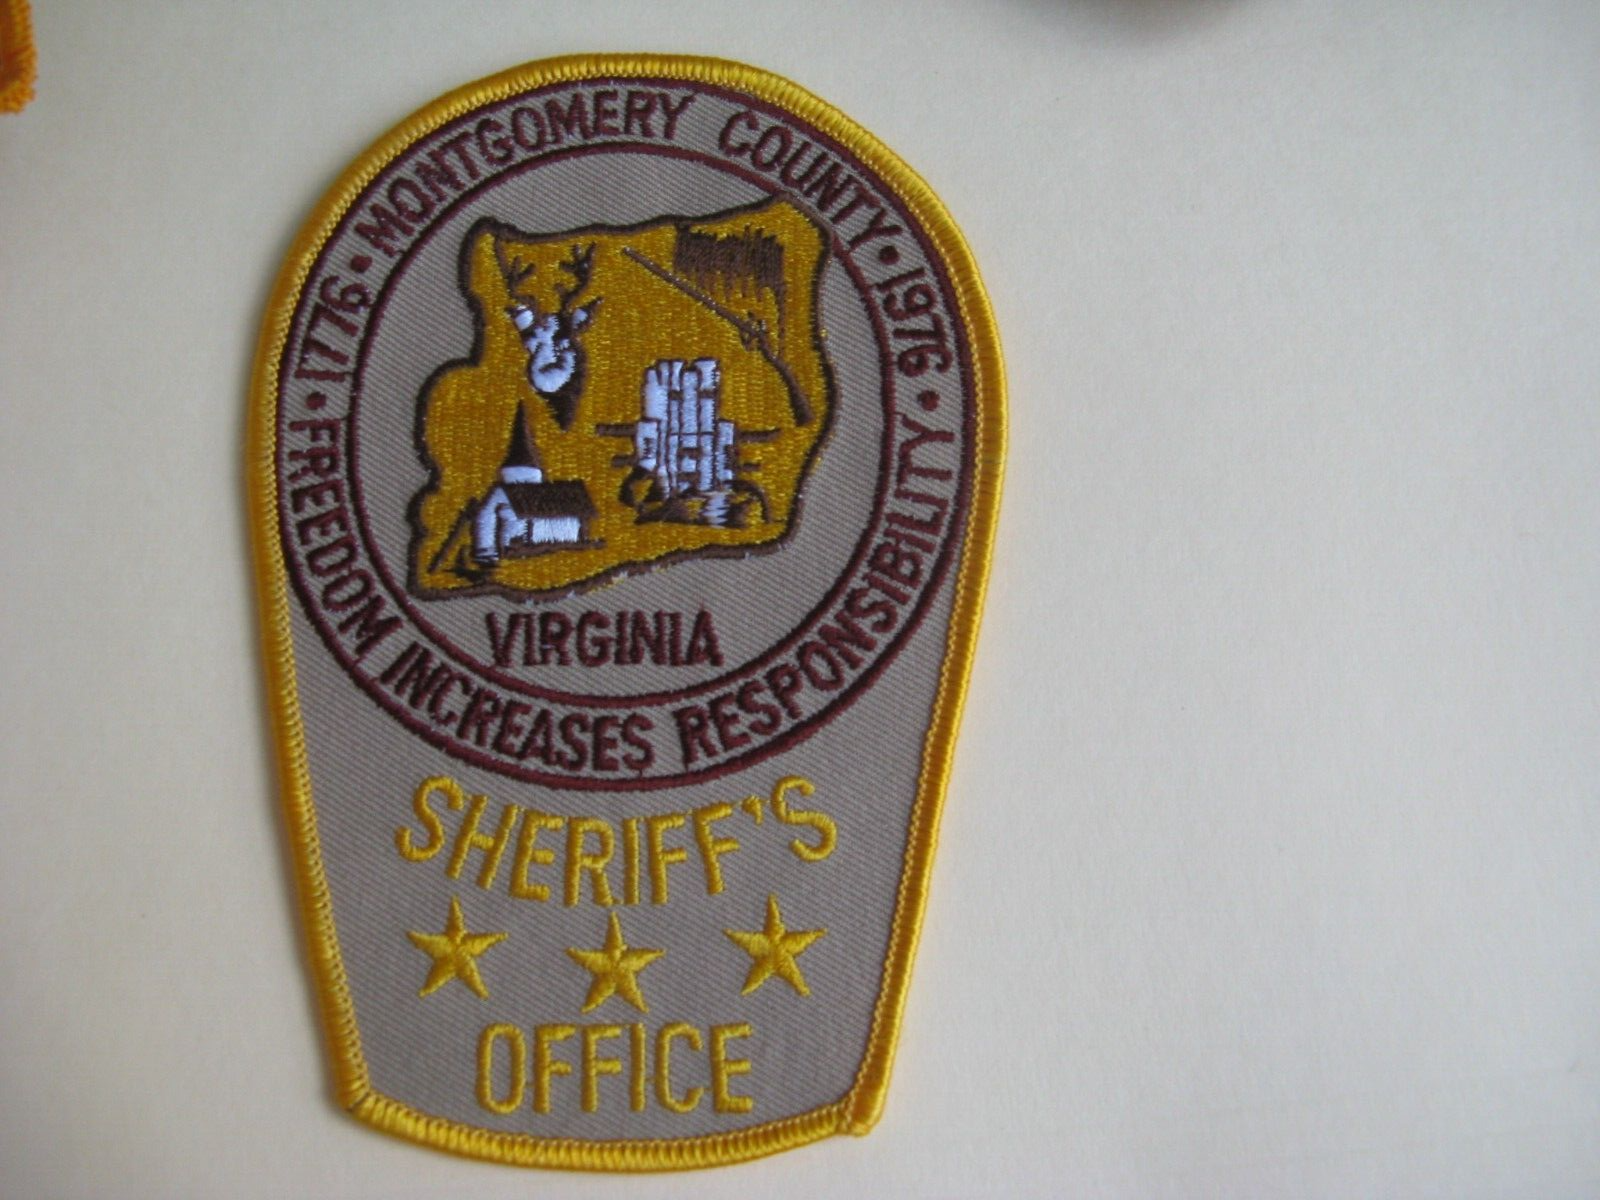 1776 • MONTGOMERY COUNTY • 1976
• FREEDOM INCREASES RESPONSIBILITY •
VIRGINIA
SHERIFF'S
OFFICE